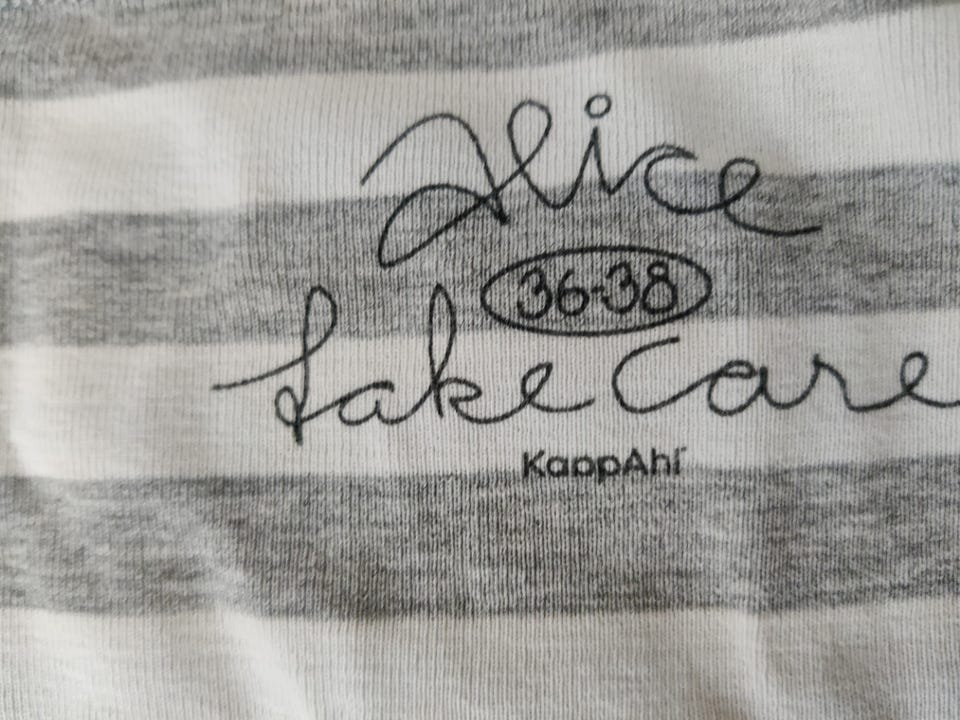 Alice
36-38
take care
KappAhl